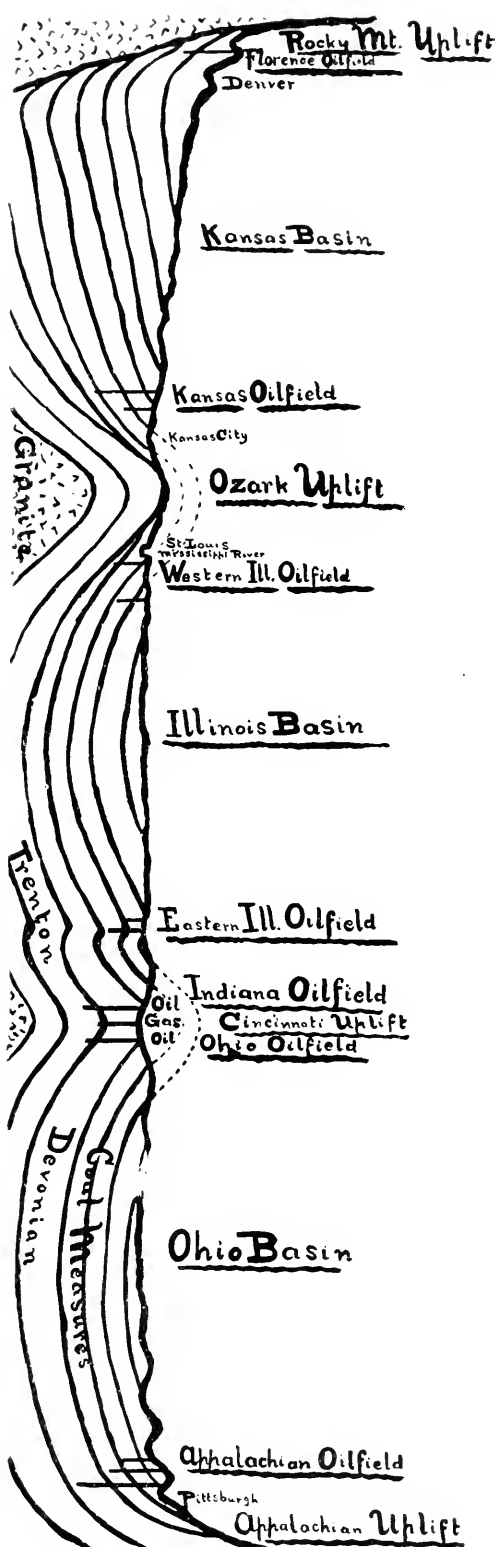 Rocky Mt. Uplift
Florence Oilfield
Denver
Kansas Basin
Kansas Oilfield
Kansas City
Granite
Ozark Uplift
St. Louis
Mississippi River
Western Ill. Oilfield
Illinois Basin
Trenton
Eastern Ill. Oilfield
Indiana Oilfield
Oil
Gas
Cincinnati Uplift
Oil
Ohio Oilfield
Devonian
Coal Measures
Ohio Basin
Appalachian Oilfield
Pittsburgh
Appalachian Uplift